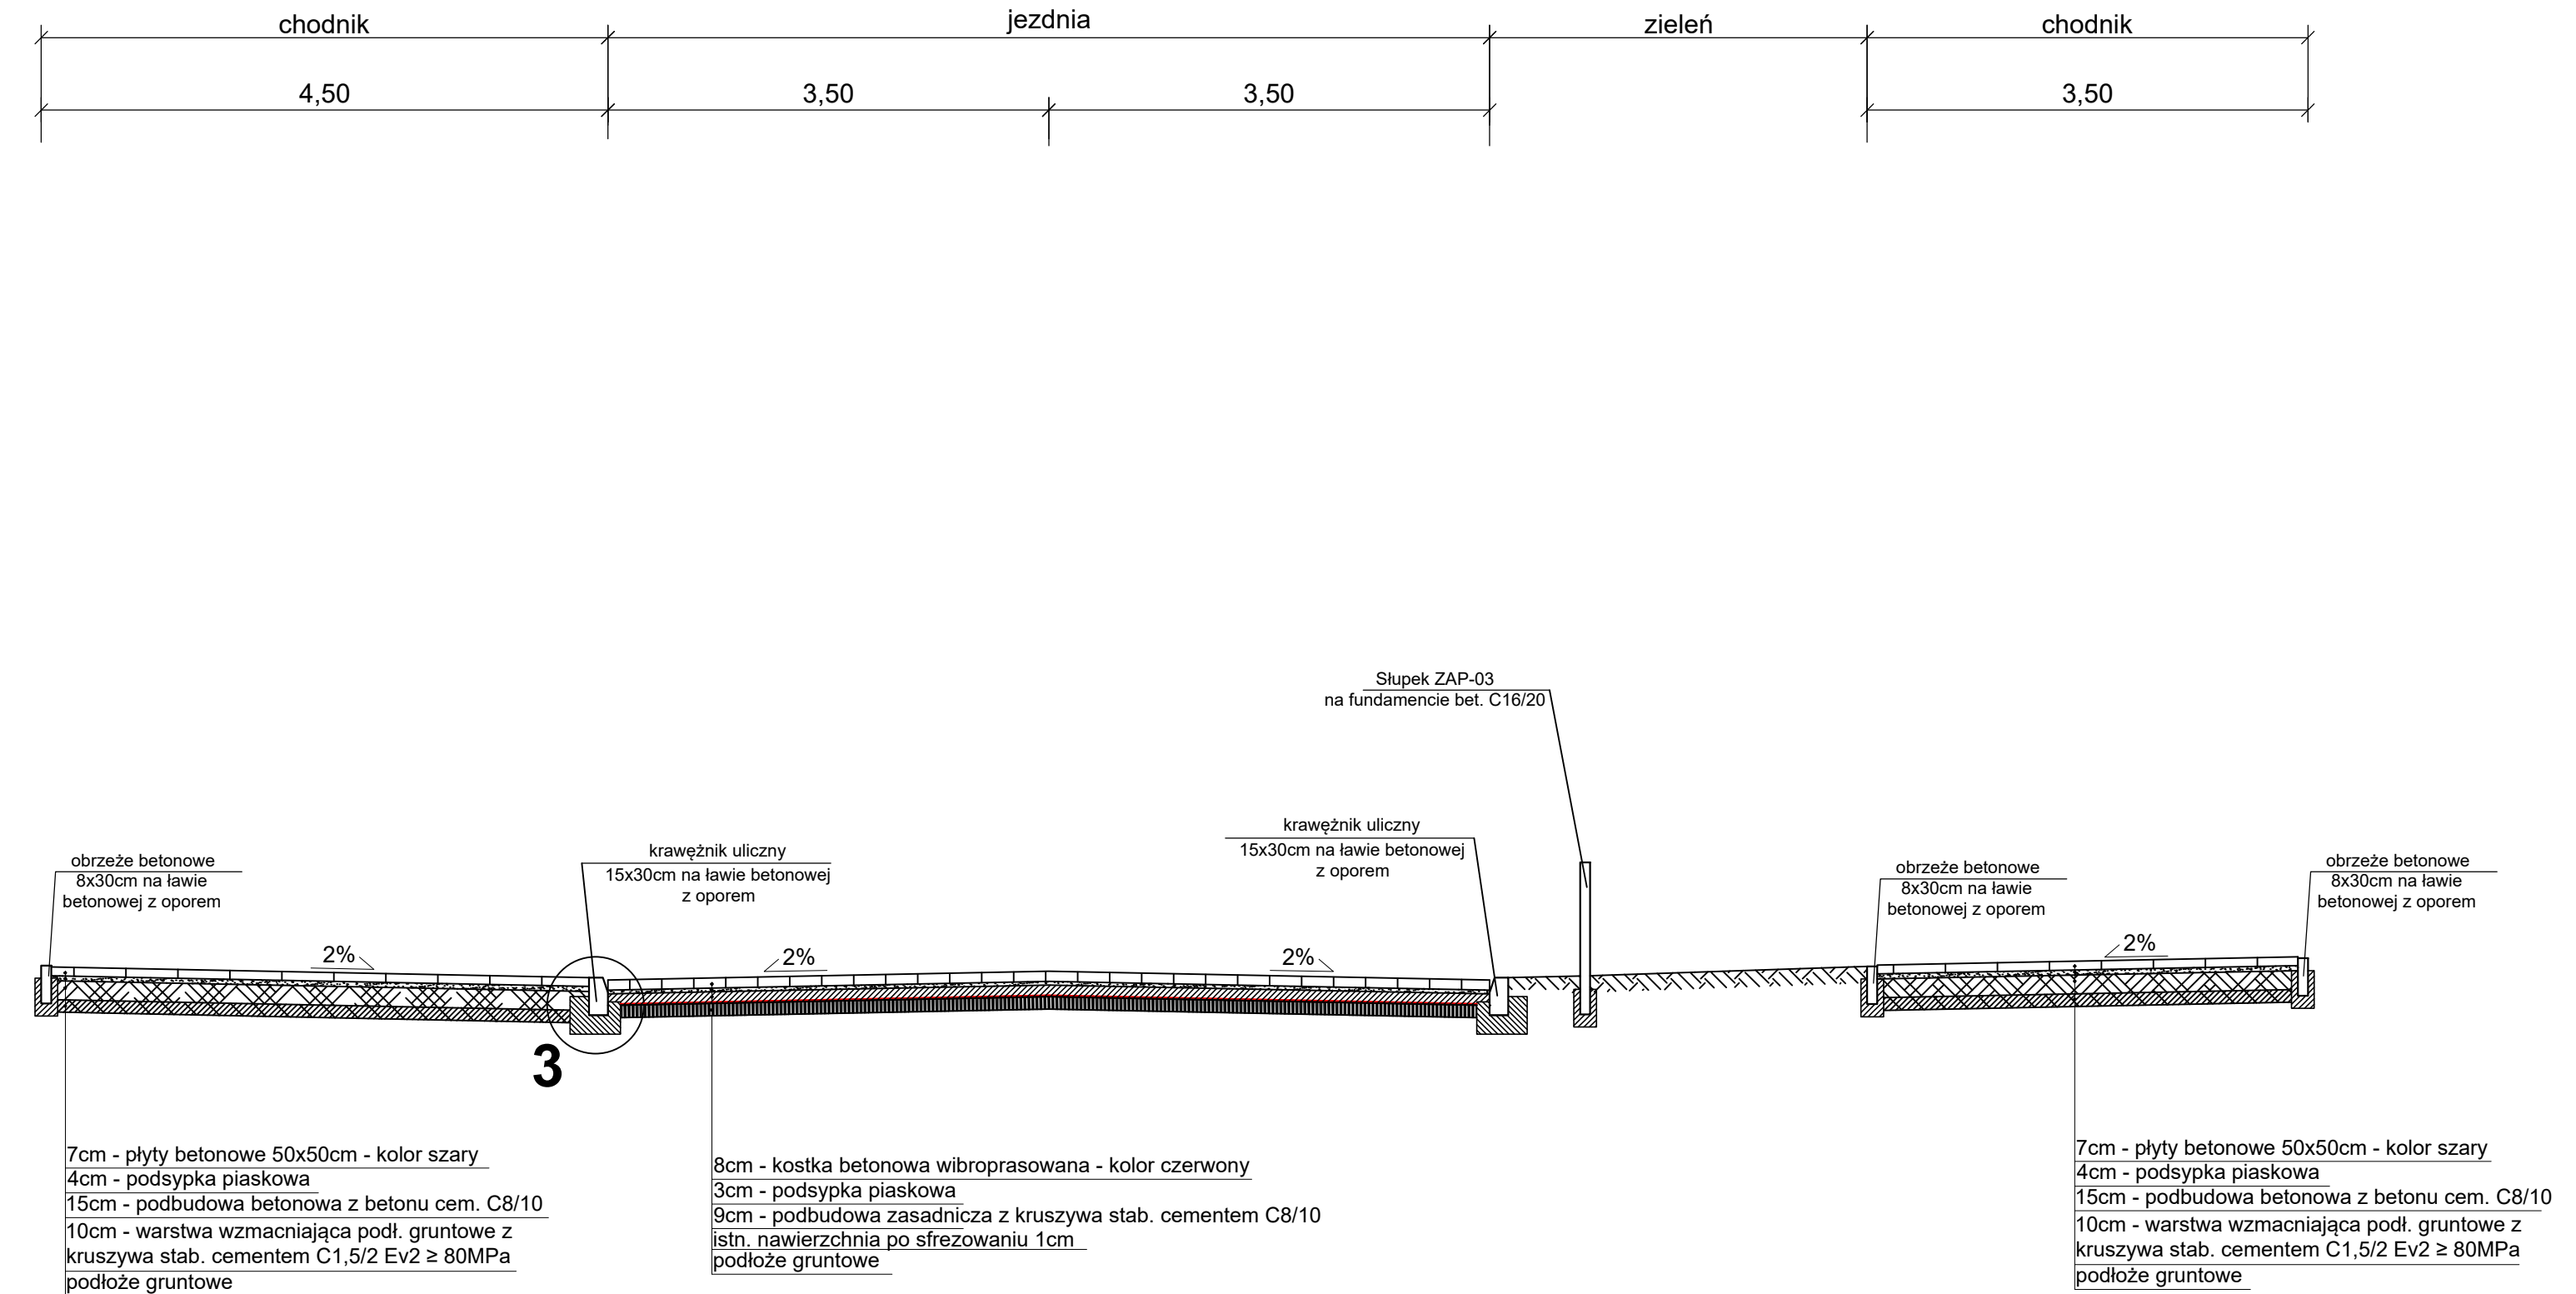 chodnik
jezdnia
zieleń
chodnik
4,50
3,50
3,50
3,50
Słupek ZAP-03
na fundamencie bet. C16/20
obrzeże betonowe
8x30cm na ławie
betonowej z oporem
krawężnik uliczny
15x30cm na ławie betonowej
z oporem
krawężnik uliczny
15x30cm na ławie betonowej
z oporem
obrzeże betonowe
8x30cm na ławie
betonowej z oporem
obrzeże betonowe
8x30cm na ławie
betonowej z oporem
2%
2%
2%
2%
3
7cm - płyty betonowe 50x50cm - kolor szary
4cm - podsypka piaskowa
15cm - podbudowa betonowa z betonu cem. C8/10
10cm - warstwa wzmacniająca podł. gruntowe z
kruszywa stab. cementem C1,5/2 Ev2 ≥ 80MPa
podłoże gruntowe
8cm - kostka betonowa wibroprasowana - kolor czerwony
3cm - podsypka piaskowa
9cm - podbudowa zasadnicza z kruszywa stab. cementem C8/10
istn. nawierzchnia po sfrezowaniu 1cm
podłoże gruntowe
7cm - płyty betonowe 50x50cm - kolor szary
4cm - podsypka piaskowa
15cm - podbudowa betonowa z betonu cem. C8/10
10cm - warstwa wzmacniająca podł. gruntowe z
kruszywa stab. cementem C1,5/2 Ev2 ≥ 80MPa
podłoże gruntowe